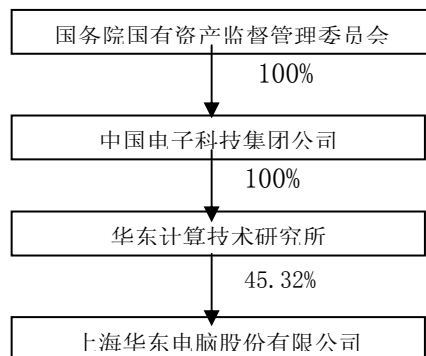 国务院国有资产监督管理委员会
100%
中国电子科技集团公司
100%
华东计算技术研究所
45.32%
上海华东电脑股份有限公司